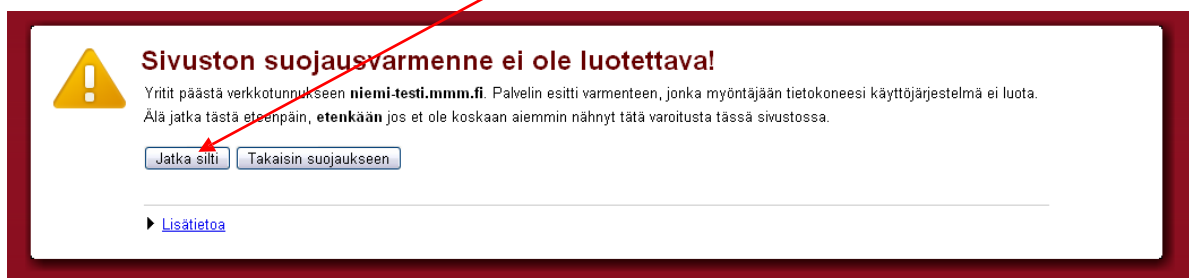 Sivuston suojausvarmenne ei ole luotettava!
Yritit päästä verkkotunnukseen niemi-testi.mmm.fi. Palvelin esitti varmenteen, jonka myöntäjään tietokoneesi käyttöjärjestelmä ei luota.
Älä jatka tästä eteenpäin, etenkään jos et ole koskaan aiemmin nähnyt tätä varoitusta tässä sivustossa.
Jatka silti Takaisin suojaukseen
Lisätietoa